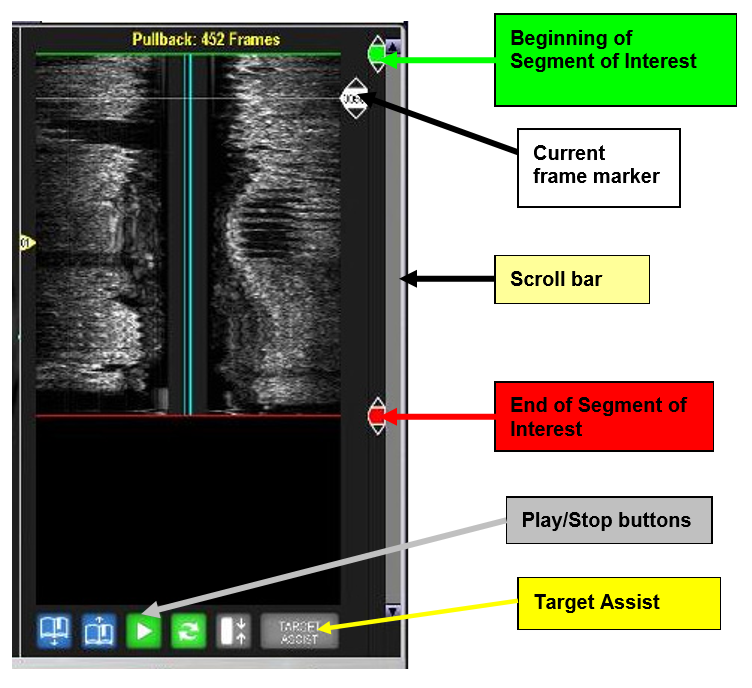 Pullback: 452 Frames
Beginning of
Segment of Interest
Current
frame marker
01
Scroll bar
End of Segment of
Interest
Play/Stop buttons
Target Assist
TARGET
ASSIST